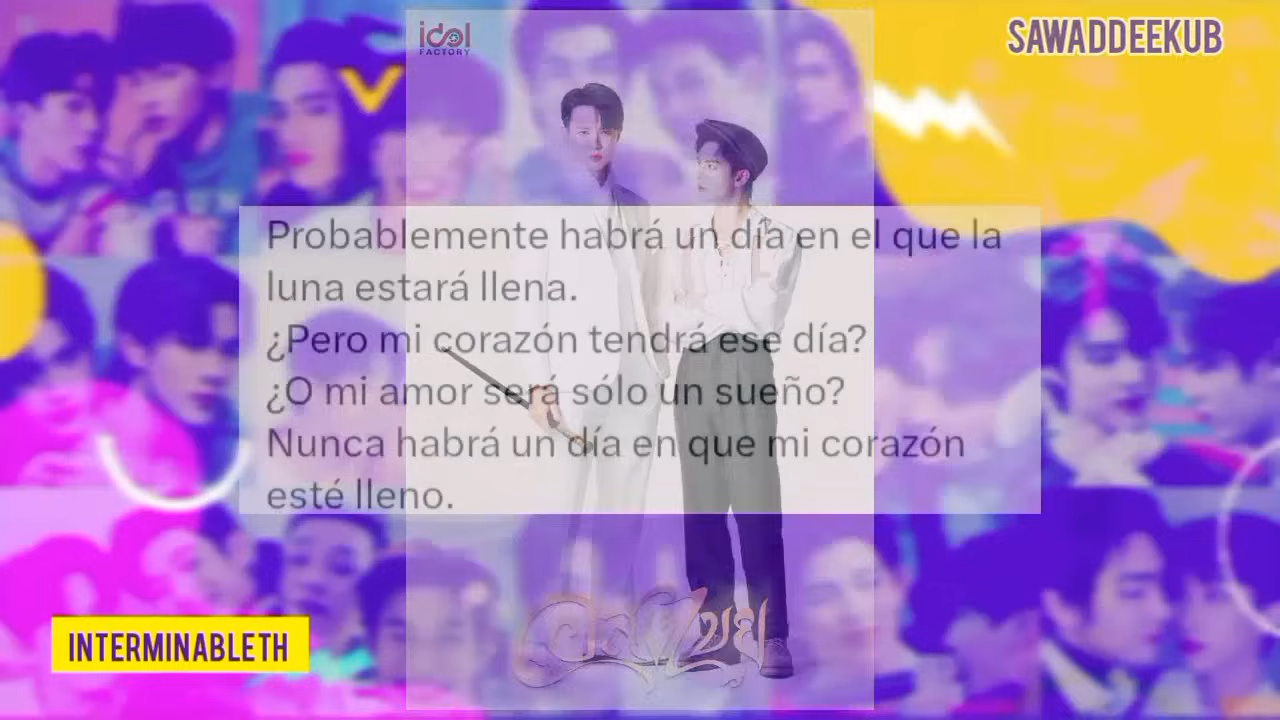 idol
FACTORY
SAWADDEEKUB
Probablemente habrá un día en el que la
luna estará llena.
¿Pero mi corazón tendrá ese día?
¿O mi amor será sólo un sueño?
Nunca habrá un día en que mi corazón
esté lleno.
INTERMINABLETH